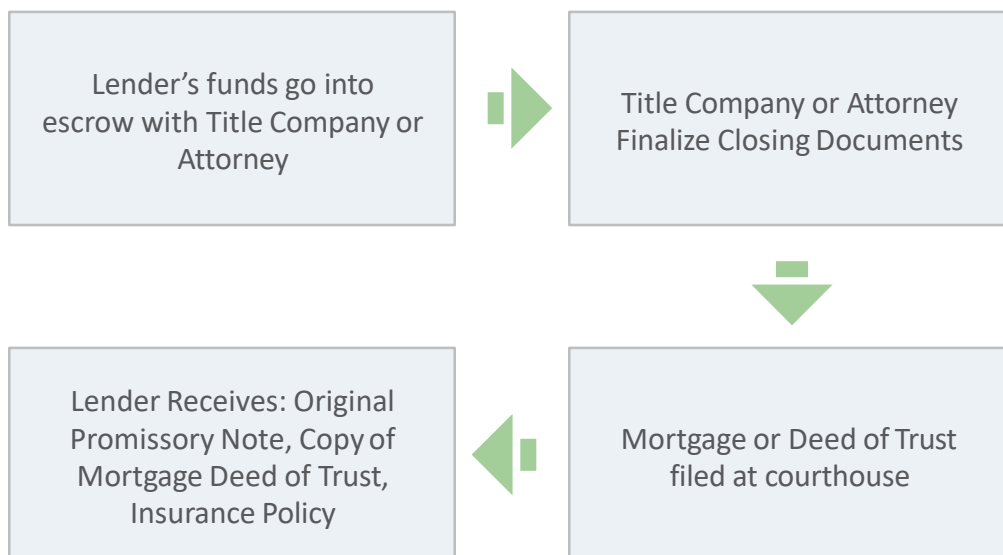 Lender’s funds go into
escrow with Title Company or
Attorney
Title Company or Attorney
Finalize Closing Documents
Mortgage or Deed of Trust
filed at courthouse
Lender Receives: Original
Promissory Note, Copy of
Mortgage Deed of Trust,
Insurance Policy